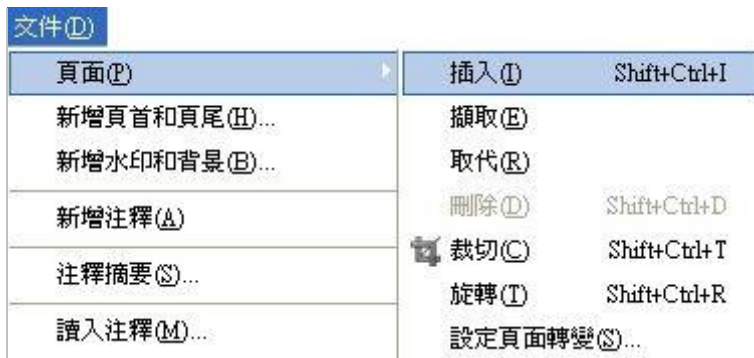 文件(D)
頁面(P)
新增頁首和頁尾(H)...
新增水印和背景(B)...
新增注釋(A)
注釋摘要(S)...
讀入注釋(M)...
插入(I) Shift+Ctrl+I
擷取(E)
取代(R)
刪除(D) Shift+Ctrl+D
裁切(C) Shift+Ctrl+T
旋轉(T) Shift+Ctrl+R
設定頁面轉變(S)...